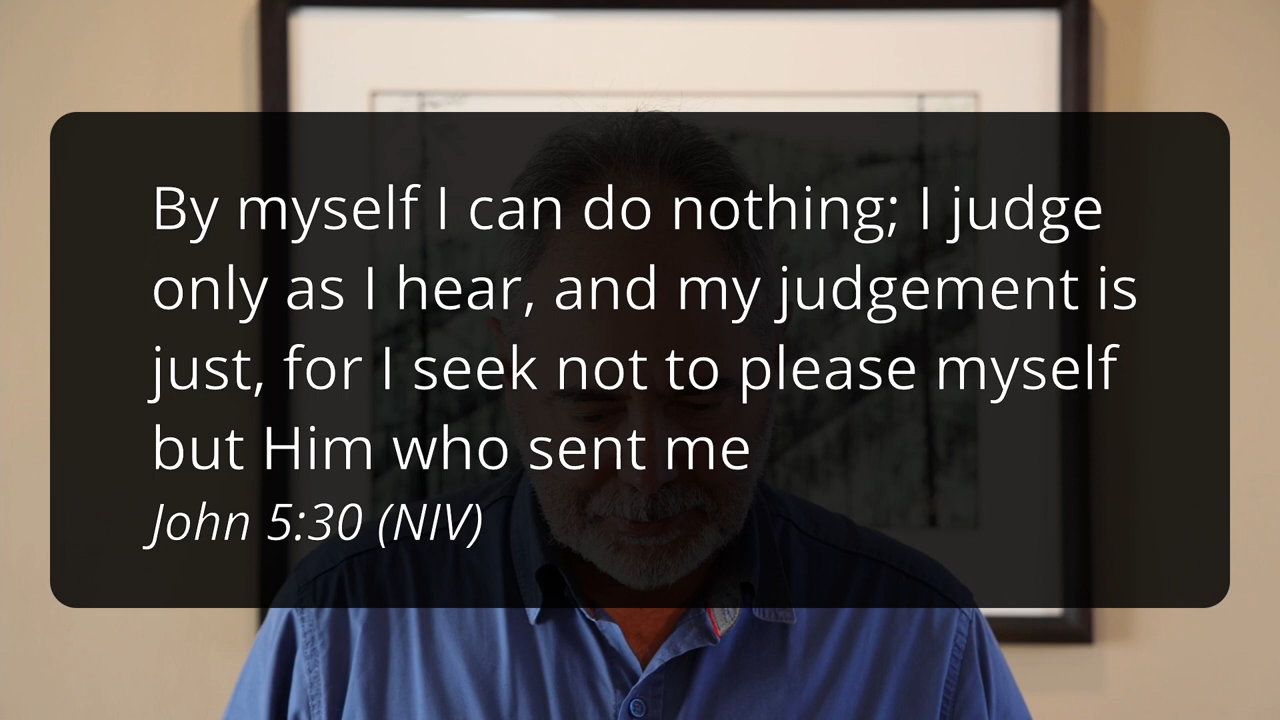 By myself I can do nothing; I judge
only as I hear, and my judgement is
just, for I seek not to please myself
but Him who sent me
John 5:30 (NIV)